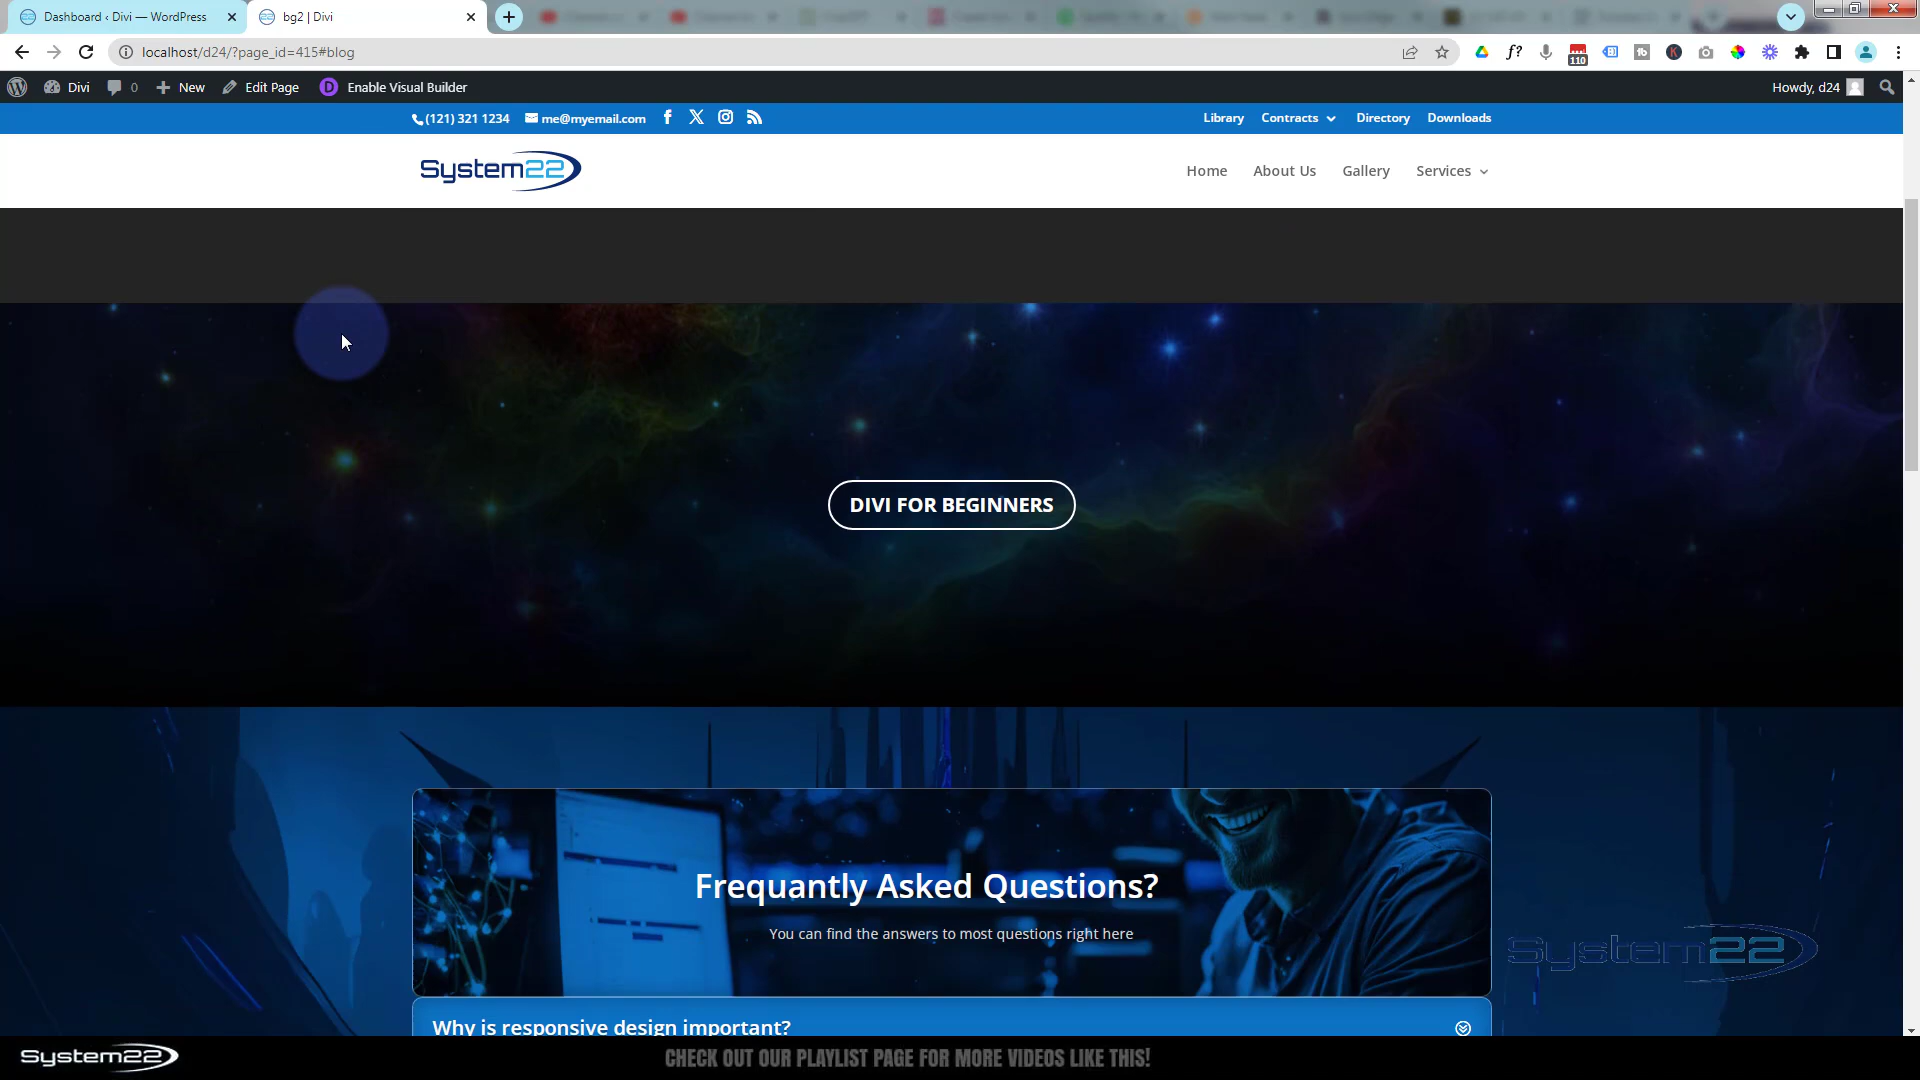 Dashboard ‹ Divi — WordPress
bg2 | Divi
localhost/d24/?page_id=415#blog
f?
110
Divi
0
New
Edit Page
Enable Visual Builder
Howdy, d24
(121) 321 1234
me@myemail.com
Library
Contracts
Directory
Downloads
System22
Home
About Us
Gallery
Services
DIVI FOR BEGINNERS
Frequantly Asked Questions?
You can find the answers to most questions right here
System22
Why is responsive design important?
System22
CHECK OUT OUR PLAYLIST PAGE FOR MORE VIDEOS LIKE THIS!